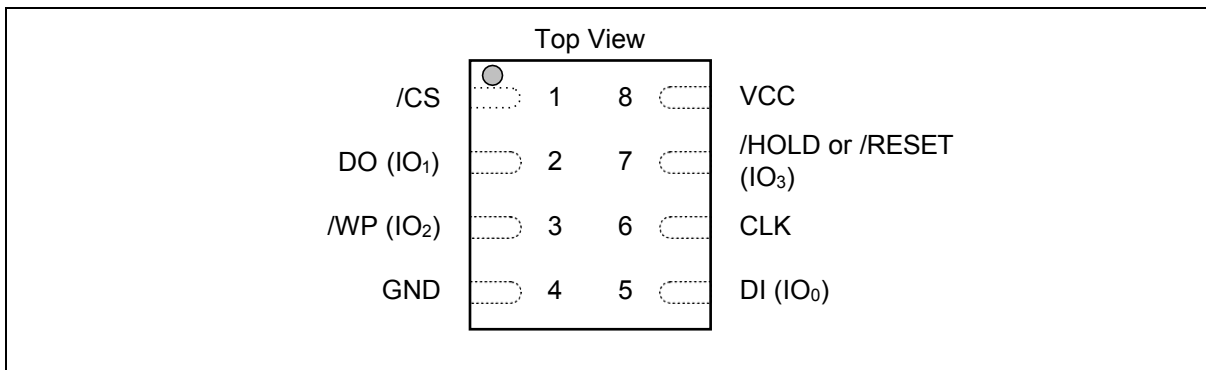 Top View
/CS 1 8 VCC
DO (IO₁) 2 7 /HOLD or /RESET
(IO₃)
/WP (IO₂) 3 6 CLK
GND 4 5 DI (IO₀)